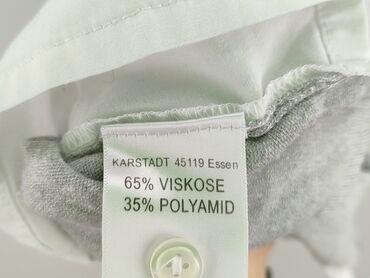 KARSTADT 45119 Essen
65% VISKOSE
35% POLYAMID